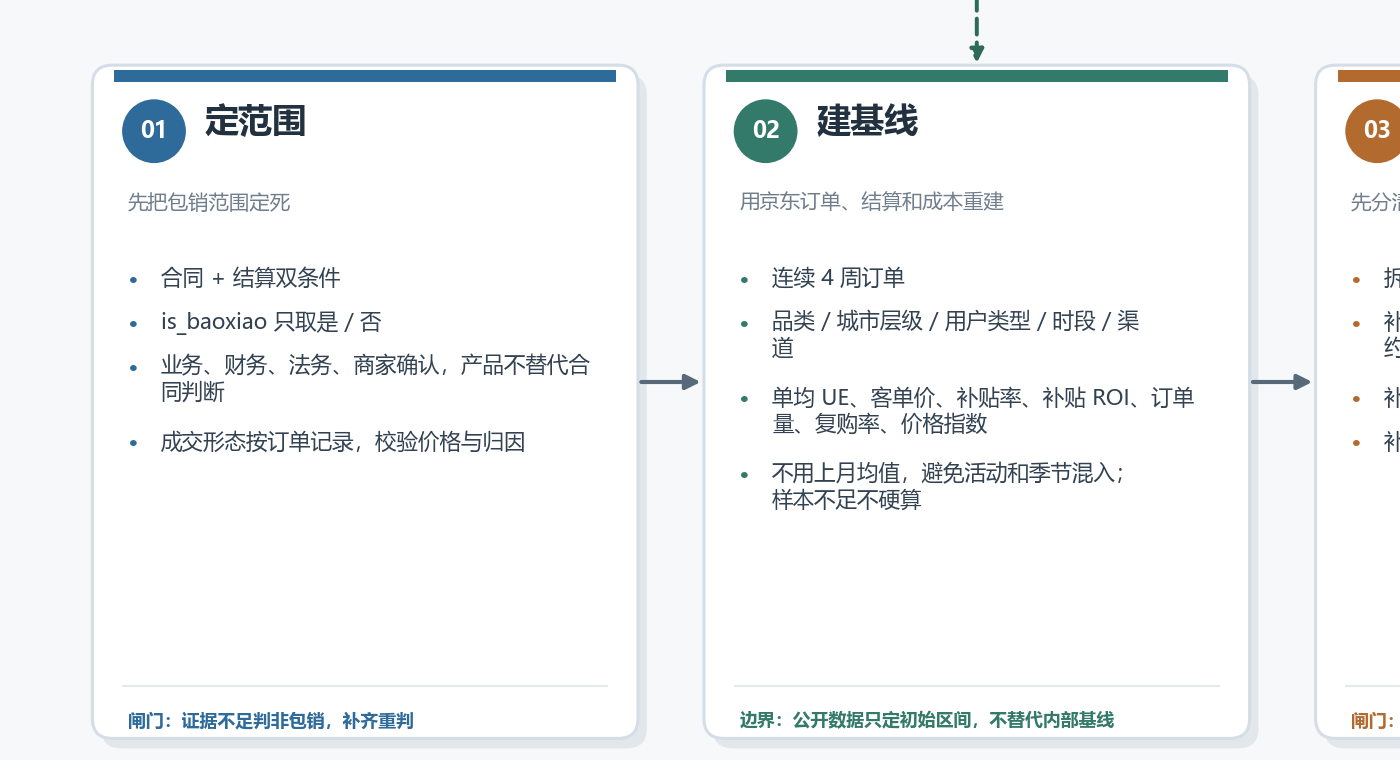 01 定范围
先把包销范围定死
• 合同 + 结算双条件
• is_baoxiao 只取是 / 否
• 业务、财务、法务、商家确认，产品不替代合
同判断
• 成交形态按订单记录，校验价格与归因
闸门：证据不足判非包销，补齐重判
02 建基线
用京东订单、结算和成本重建
• 连续 4 周订单
• 品类 / 城市层级 / 用户类型 / 时段 / 渠
道
• 单均 UE、客单价、补贴率、补贴 ROI、订单
量、复购率、价格指数
• 不用上月均值，避免活动和季节混入；
样本不足不硬算
边界：公开数据只定初始区间，不替代内部基线
03
先分
• 拆
• 补
约
• 补
• 补
闸门：